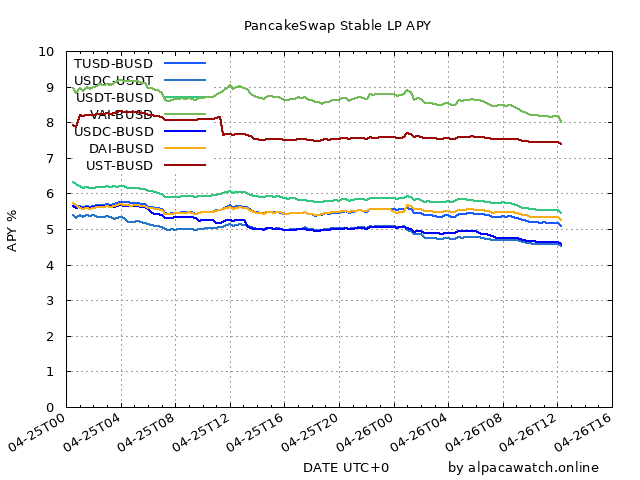 PancakeSwap Stable LP APY
10
9
8
7
6
5
4
3
2
1
0
APY %
TUSD-BUSD
USDC-USDT
USDT-BUSD
VAI-BUSD
USDC-BUSD
DAI-BUSD
UST-BUSD
04-25T00
04-25T04
04-25T08
04-25T12
04-25T16
04-25T20
04-26T00
04-26T04
04-26T08
04-26T12
04-26T16
DATE UTC+0
by alpacawatch.online